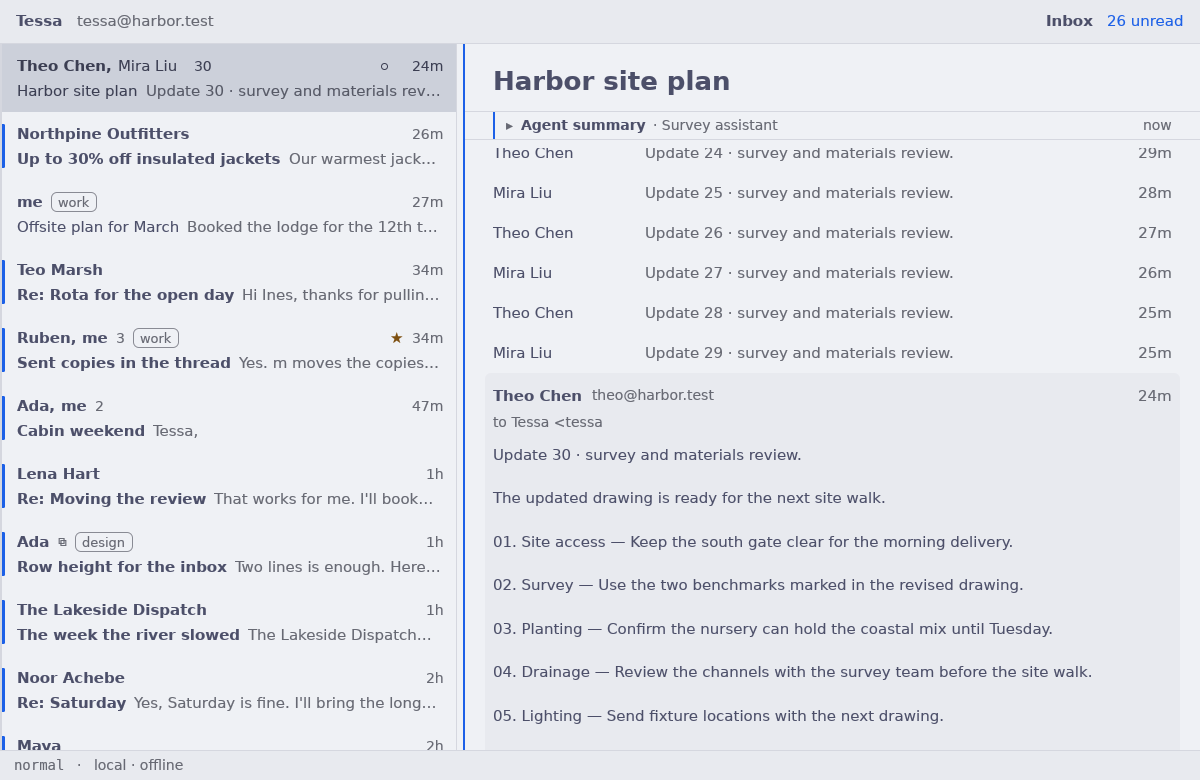 Tessa tessa@harbor.test
Inbox 26 unread
Theo Chen, Mira Liu 30 24m
Harbor site plan Update 30 · survey and materials rev…
Northpine Outfitters 26m
Up to 30% off insulated jackets Our warmest jack…
me work 27m
Offsite plan for March Booked the lodge for the 12th t…
Teo Marsh 34m
Re: Rota for the open day Hi Ines, thanks for pullin…
Ruben, me 3 work ★ 34m
Sent copies in the thread Yes. m moves the copies…
Ada, me 2 47m
Cabin weekend Tessa,
Lena Hart 1h
Re: Moving the review That works for me. I'll book…
Ada design 1h
Row height for the inbox Two lines is enough. Here…
The Lakeside Dispatch 1h
The week the river slowed The Lakeside Dispatch…
Noor Achebe 2h
Re: Saturday Yes, Saturday is fine. I'll bring the long…
Maya 2h
Harbor site plan
▸ Agent summary · Survey assistant now
Theo Chen Update 24 · survey and materials review. 29m
Mira Liu Update 25 · survey and materials review. 28m
Theo Chen Update 26 · survey and materials review. 27m
Mira Liu Update 27 · survey and materials review. 26m
Theo Chen Update 28 · survey and materials review. 25m
Mira Liu Update 29 · survey and materials review. 25m
Theo Chen theo@harbor.test 24m
to Tessa <tessa
Update 30 · survey and materials review.
The updated drawing is ready for the next site walk.
01. Site access — Keep the south gate clear for the morning delivery.
02. Survey — Use the two benchmarks marked in the revised drawing.
03. Planting — Confirm the nursery can hold the coastal mix until Tuesday.
04. Drainage — Review the channels with the survey team before the site walk.
05. Lighting — Send fixture locations with the next drawing.
normal · local · offline